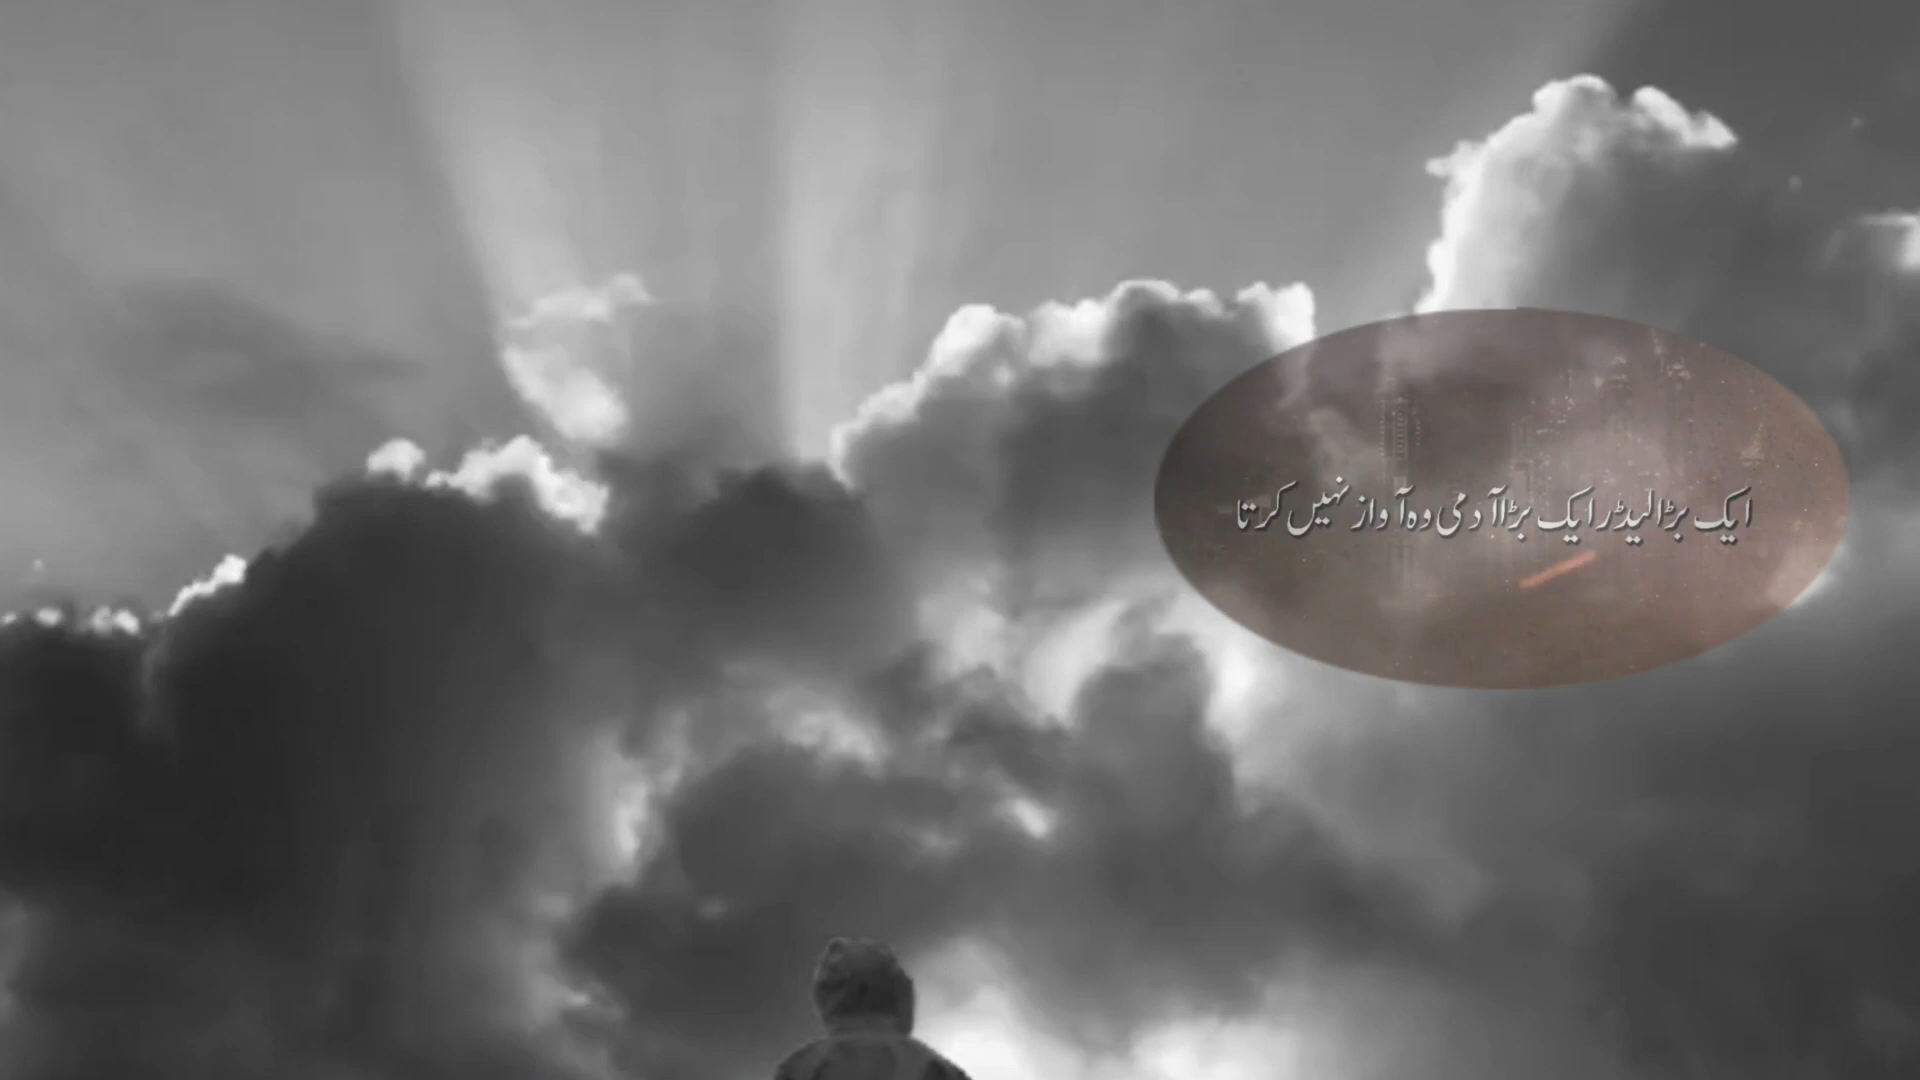 ایک بڑا لیڈر ایک بڑا آدمی وہ آواز نہیں کرتا